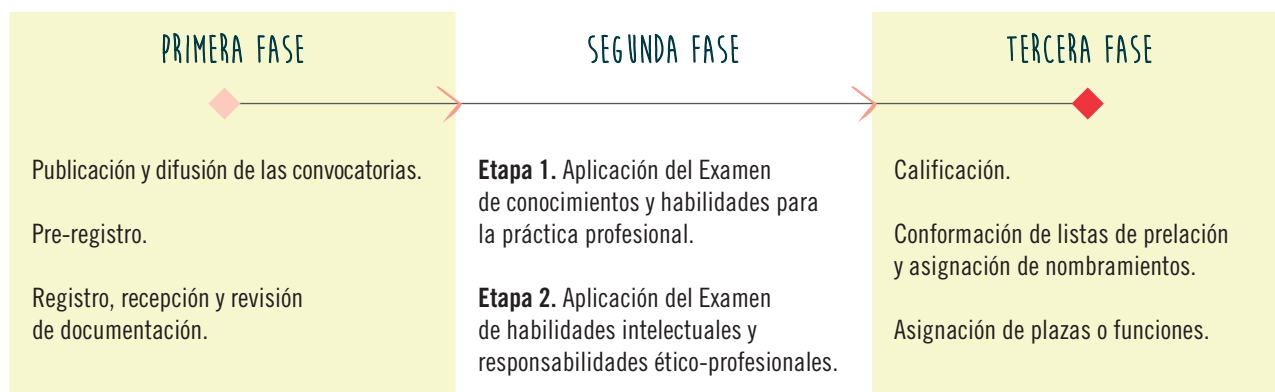 PRIMERA FASE
Publicación y difusión de las convocatorias.
Pre-registro.
Registro, recepción y revisión
de documentación.
SEGUNDA FASE
Etapa 1. Aplicación del Examen
de conocimientos y habilidades para
la práctica profesional.
Etapa 2. Aplicación del Examen
de habilidades intelectuales y
responsabilidades ético-profesionales.
TERCERA FASE
Calificación.
Conformación de listas de prelación
y asignación de nombramientos.
Asignación de plazas o funciones.